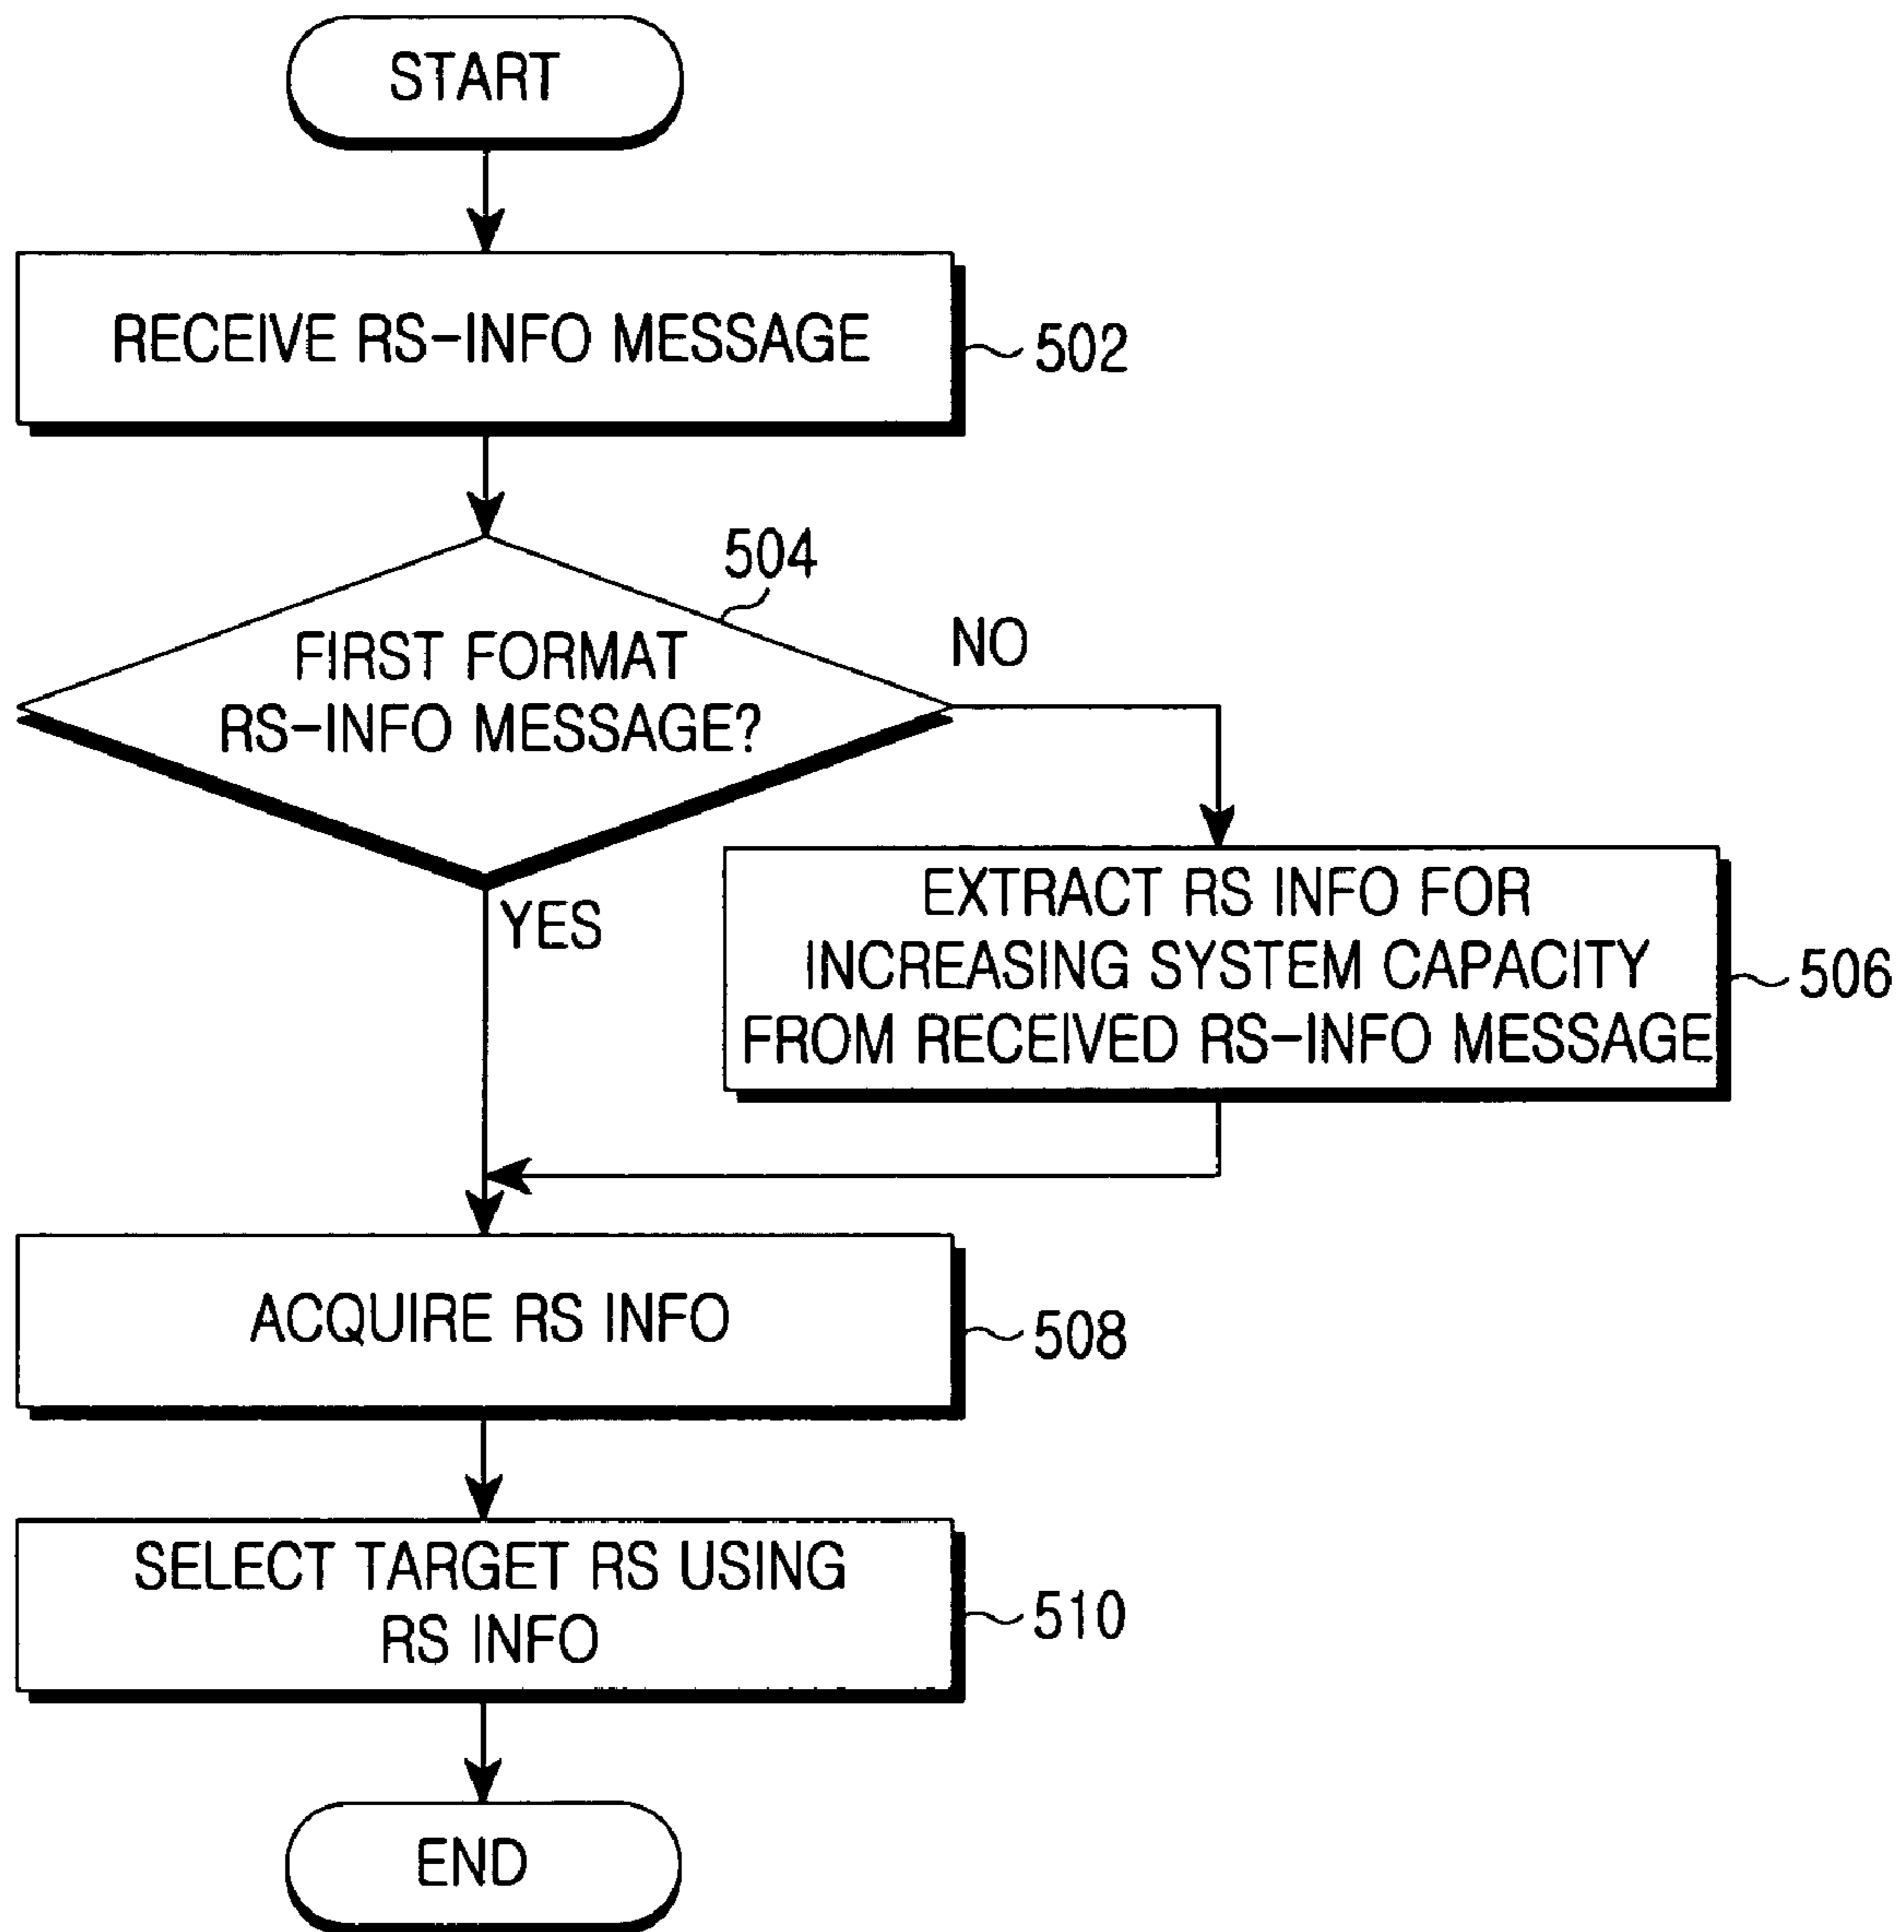 START
RECEIVE RS-INFO MESSAGE
502
504
FIRST FORMAT
RS-INFO MESSAGE?
NO
YES
EXTRACT RS INFO FOR
INCREASING SYSTEM CAPACITY
FROM RECEIVED RS-INFO MESSAGE
506
ACQUIRE RS INFO
508
SELECT TARGET RS USING
RS INFO
510
END